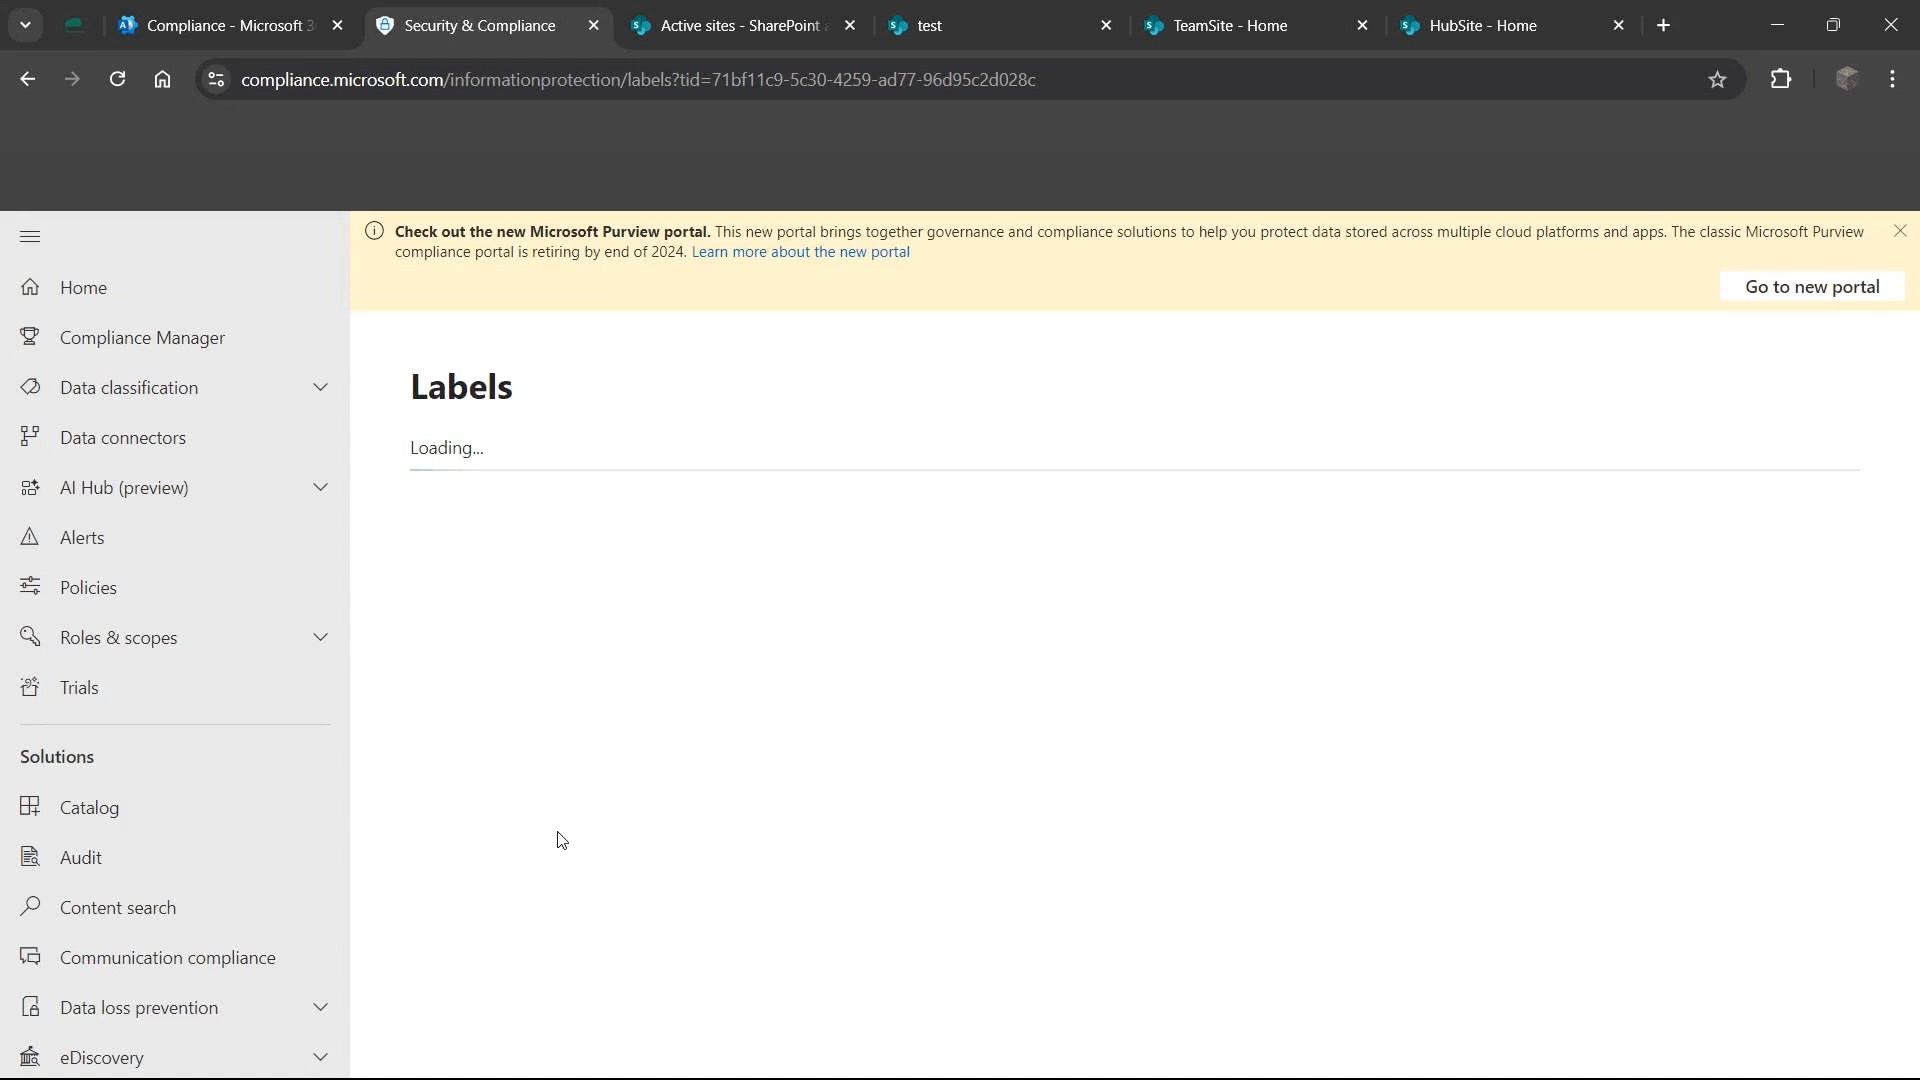 Compliance - Microsoft 3
Security & Compliance
Active sites - SharePoint a
test
TeamSite - Home
HubSite - Home
compliance.microsoft.com/informationprotection/labels?tid=71bf11c9-5c30-4259-ad77-96d95c2d028c
Check out the new Microsoft Purview portal. This new portal brings together governance and compliance solutions to help you protect data stored across multiple cloud platforms and apps. The classic Microsoft Purview
compliance portal is retiring by end of 2024. Learn more about the new portal
Go to new portal
Home
Compliance Manager
Data classification
Data connectors
AI Hub (preview)
Alerts
Policies
Roles & scopes
Trials
Solutions
Catalog
Audit
Content search
Communication compliance
Data loss prevention
eDiscovery
Labels
Loading...